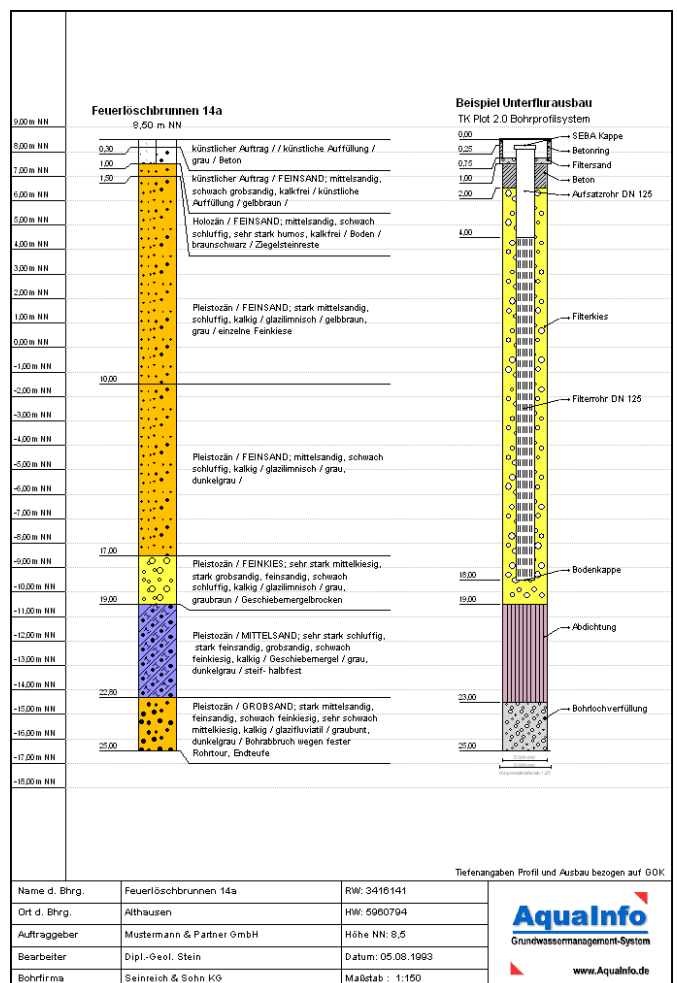 Feuerlöschbrunnen 14a
8,50 m NN
Beispiel Unterflurausbau
TK Plot 2.0 Bohrprofilsystem
9,00 m NN
8,00 m NN
7,00 m NN
6,00 m NN
5,00 m NN
4,00 m NN
3,00 m NN
2,00 m NN
1,00 m NN
0,00 m NN
-1,00 m NN
-2,00 m NN
-3,00 m NN
-4,00 m NN
-5,00 m NN
-6,00 m NN
-7,00 m NN
-8,00 m NN
-9,00 m NN
-10,00 m NN
-11,00 m NN
-12,00 m NN
-13,00 m NN
-14,00 m NN
-15,00 m NN
-16,00 m NN
-17,00 m NN
-18,00 m NN
0,30
künstlicher Auftrag / / künstliche Auffüllung /
grau / Beton
1,00
künstlicher Auftrag / FEINSAND; mittelsandig,
schwach grobsandig, kalkfrei / künstliche
Auffüllung / gelbbraun /
1,50
Holozän / FEINSAND; mittelsandig, schwach
schluffig, sehr stark humos, kalkfrei / Boden /
braunschwarz / Ziegelsteinreste
Pleistozän / FEINSAND; stark mittelsandig,
schluffig, kalkig / glazilimnisch / gelbbraun,
grau / einzelne Feinkiese
10,00
Pleistozän / FEINSAND; mittelsandig, schwach
schluffig, kalkig / glazilimnisch / grau,
dunkelgrau /
17,00
Pleistozän / FEINKIES; sehr stark mittelkiesig,
stark grobsandig, feinsandig, schwach
schluffig, kalkig / glazilimnisch / grau,
graubraun / Geschiebemergelbrocken
19,00
Pleistozän / MITTELSAND; sehr stark schluffig,
stark feinsandig, grobsandig, schwach
feinkiesig, kalkig / Geschiebemergel / grau,
dunkelgrau / steif- halbfest
22,80
Pleistozän / GROBSAND; stark mittelsandig,
feinsandig, schwach feinkiesig, sehr schwach
mittelkiesig, kalkig / glazifluviatil / graubunt,
dunkelgrau / Bohrabbruch wegen fester
Rohrtour, Endteufe
25,00
0,00
0,25
0,75
1,00
2,00
4,00
18,00
19,00
23,00
25,00
SEBA Kappe
Betonring
Filtersand
Beton
Aufsatzrohr DN 125
Filterkies
Filterrohr DN 125
Bodenkappe
Abdichtung
Bohrlochverfüllung
Tiefenangaben Profil und Ausbau bezogen auf GOK
Name d. Bhrg. Feuerlöschbrunnen 14a RW: 3416141
Ort d. Bhrg. Althausen HW: 5960794
Auftraggeber Mustermann & Partner GmbH Höhe NN: 8,5
Bearbeiter Dipl.-Geol. Stein Datum: 05.08.1993
Bohrfirma Seinreich & Sohn KG Maßstab : 1:150
AquaInfo
Grundwassermanagement-System
www.AquaInfo.de